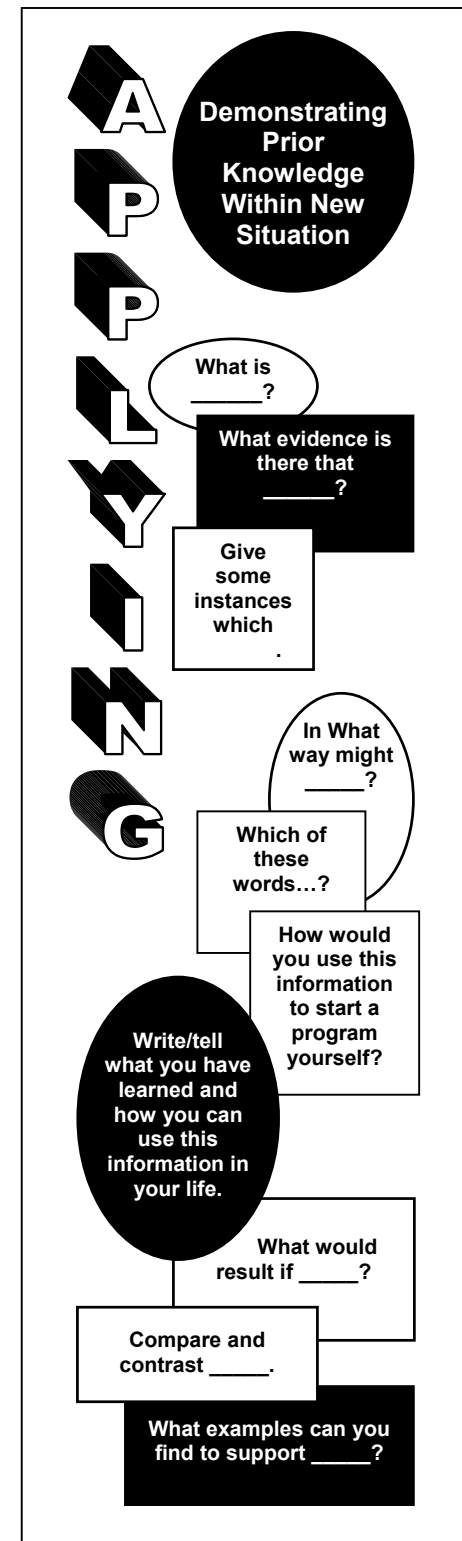 A
P
P
L
Y
I
N
G
Demonstrating
Prior
Knowledge
Within New
Situation
What is
______?
What evidence is
there that
______?
Give
some
instances
which
.
In What
way might
_____?
Which of
these
words…?
How would
you use this
information
to start a
program
yourself?
Write/tell
what you have
learned and
how you can
use this
information in
your life.
What would
result if _____?
Compare and
contrast _____.
What examples can you
find to support _____?